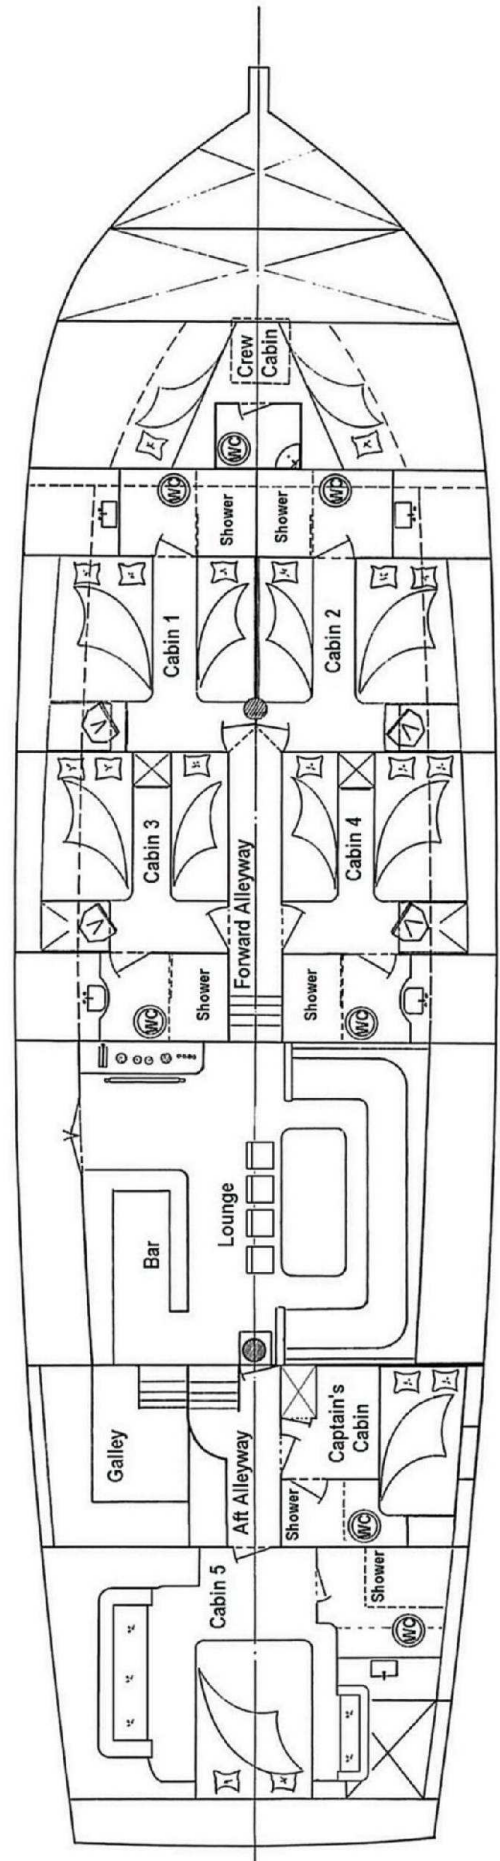 Crew
Cabin
WC
WC
Shower
Shower
WC
Cabin 1
Cabin 2
Cabin 3
Forward Alleyway
Cabin 4
WC
Shower
Shower
WC
Bar
Lounge
Galley
Aft Alleyway
Captain's
Cabin
Shower
WC
Cabin 5
Shower
WC